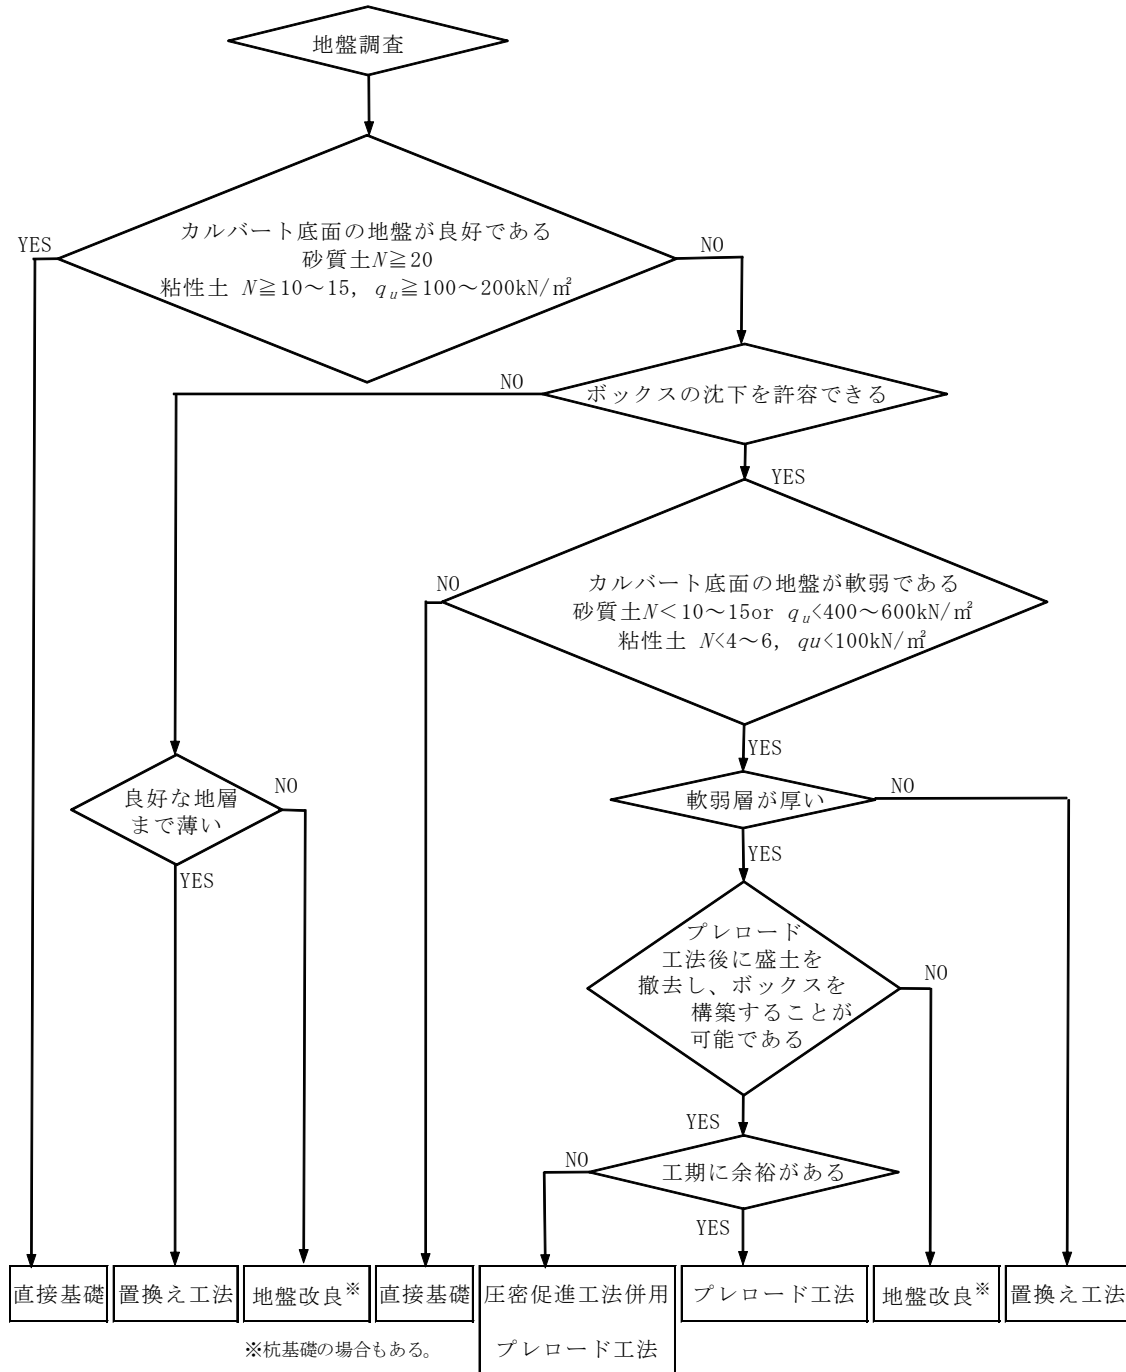 地盤調査
カルバート底面の地盤が良好である
砂質土N≧20
粘性土 N≧10～15, qu≧100～200kN/㎡
YES
NO
ボックスの沈下を許容できる
NO
YES
カルバート底面の地盤が軟弱である
砂質土N＜10～15or qu<400～600kN/㎡
粘性土 N<4～6, qu<100kN/㎡
NO
YES
良好な地層
まで薄い
NO
YES
軟弱層が厚い
NO
YES
プレロード
工法後に盛土を
撤去し、ボックスを
構築することが
可能である
NO
YES
工期に余裕がある
NO
YES
直接基礎
置換え工法
地盤改良※
直接基礎
圧密促進工法併用
プレロード工法
プレロード工法
地盤改良※
置換え工法
※杭基礎の場合もある。